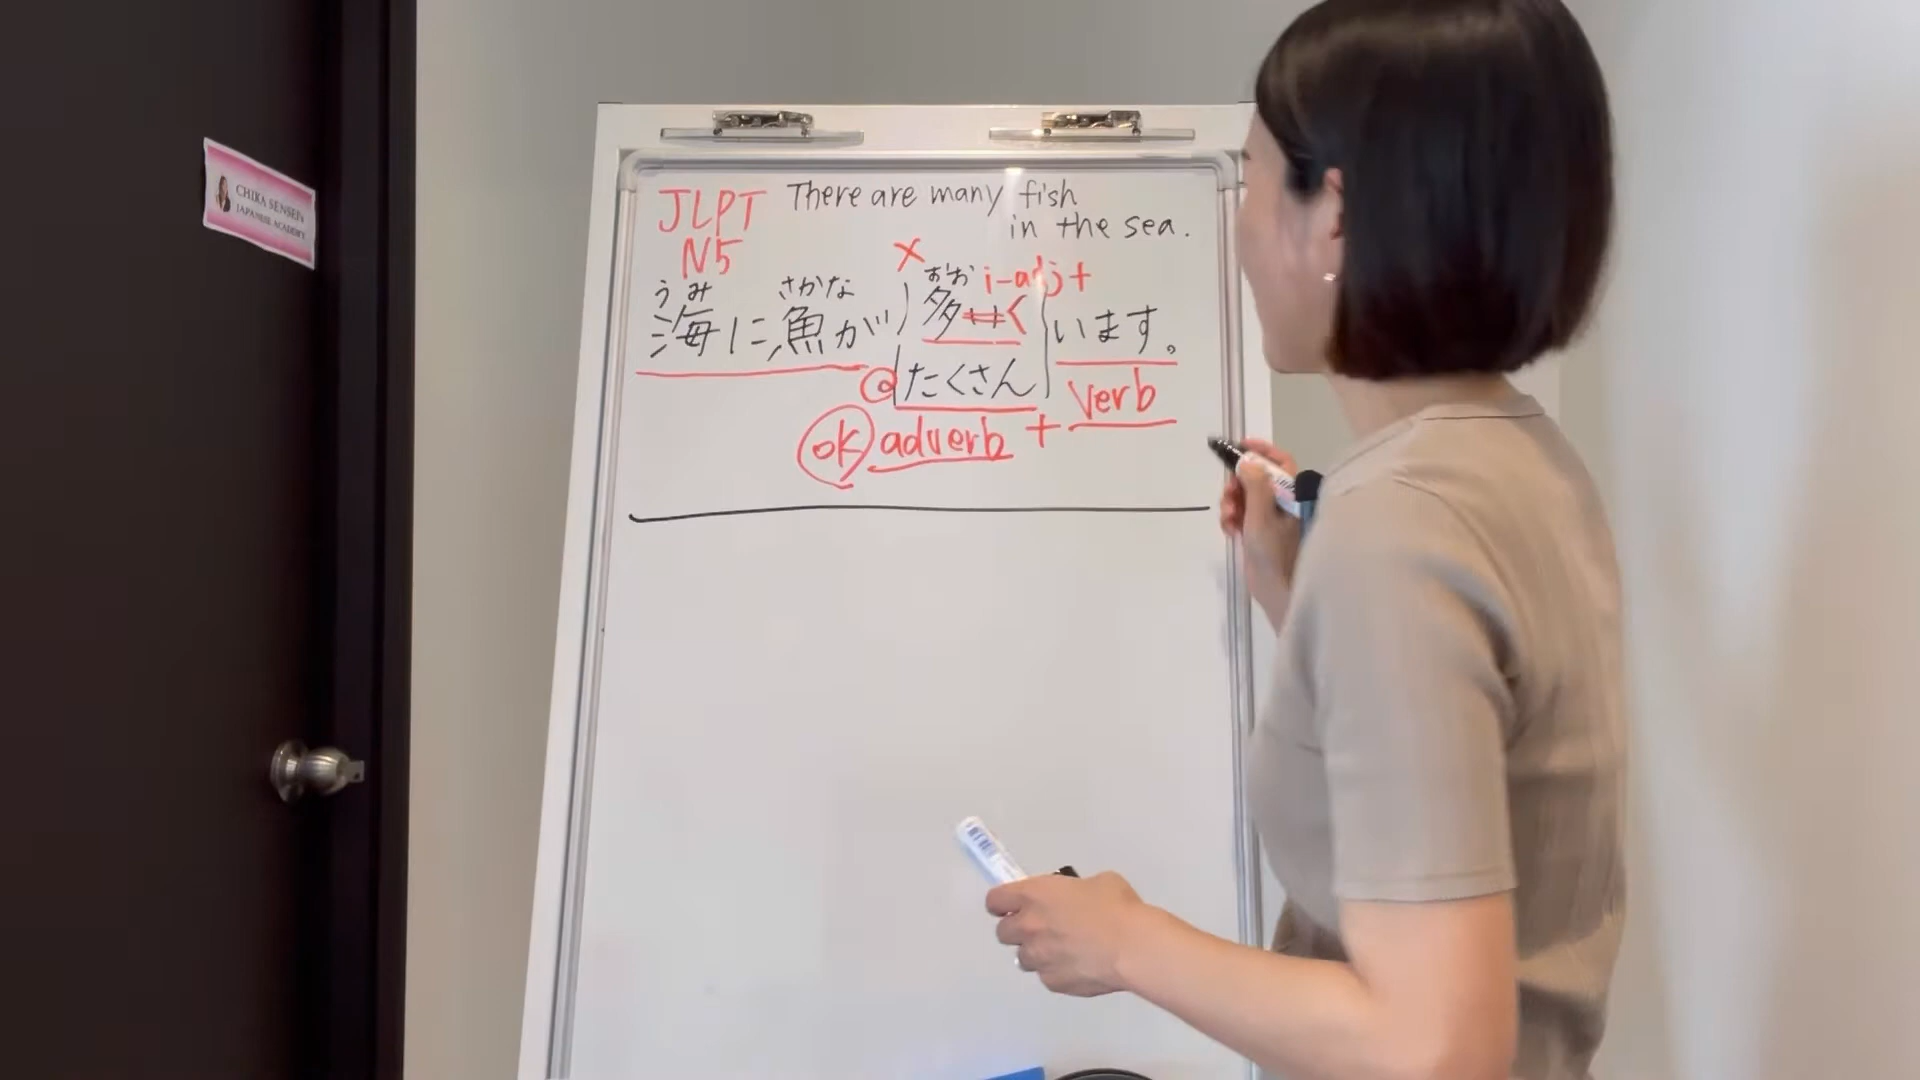 CHIKA SENSEI's
JAPANESE ACADEMY
JLPT
N5
There are many fish
in the sea.
×
うみ さかな おお i-adj+
海に魚が 多く います。
たくさん
verb
ok adverb +